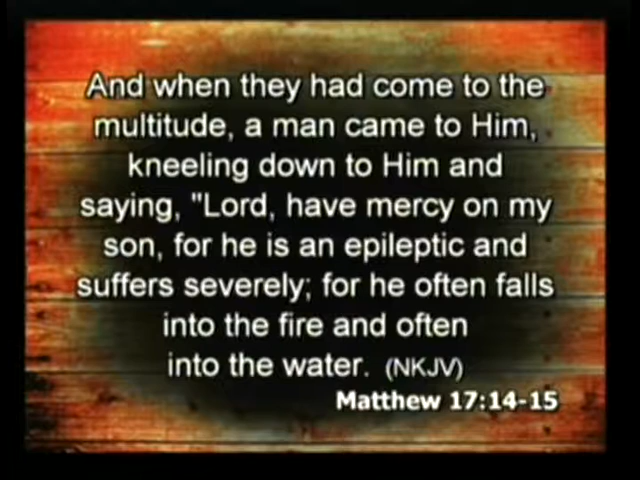 And when they had come to the
multitude, a man came to Him,
kneeling down to Him and
saying, "Lord, have mercy on my
son, for he is an epileptic and
suffers severely; for he often falls
into the fire and often
into the water. (NKJV)
Matthew 17:14-15